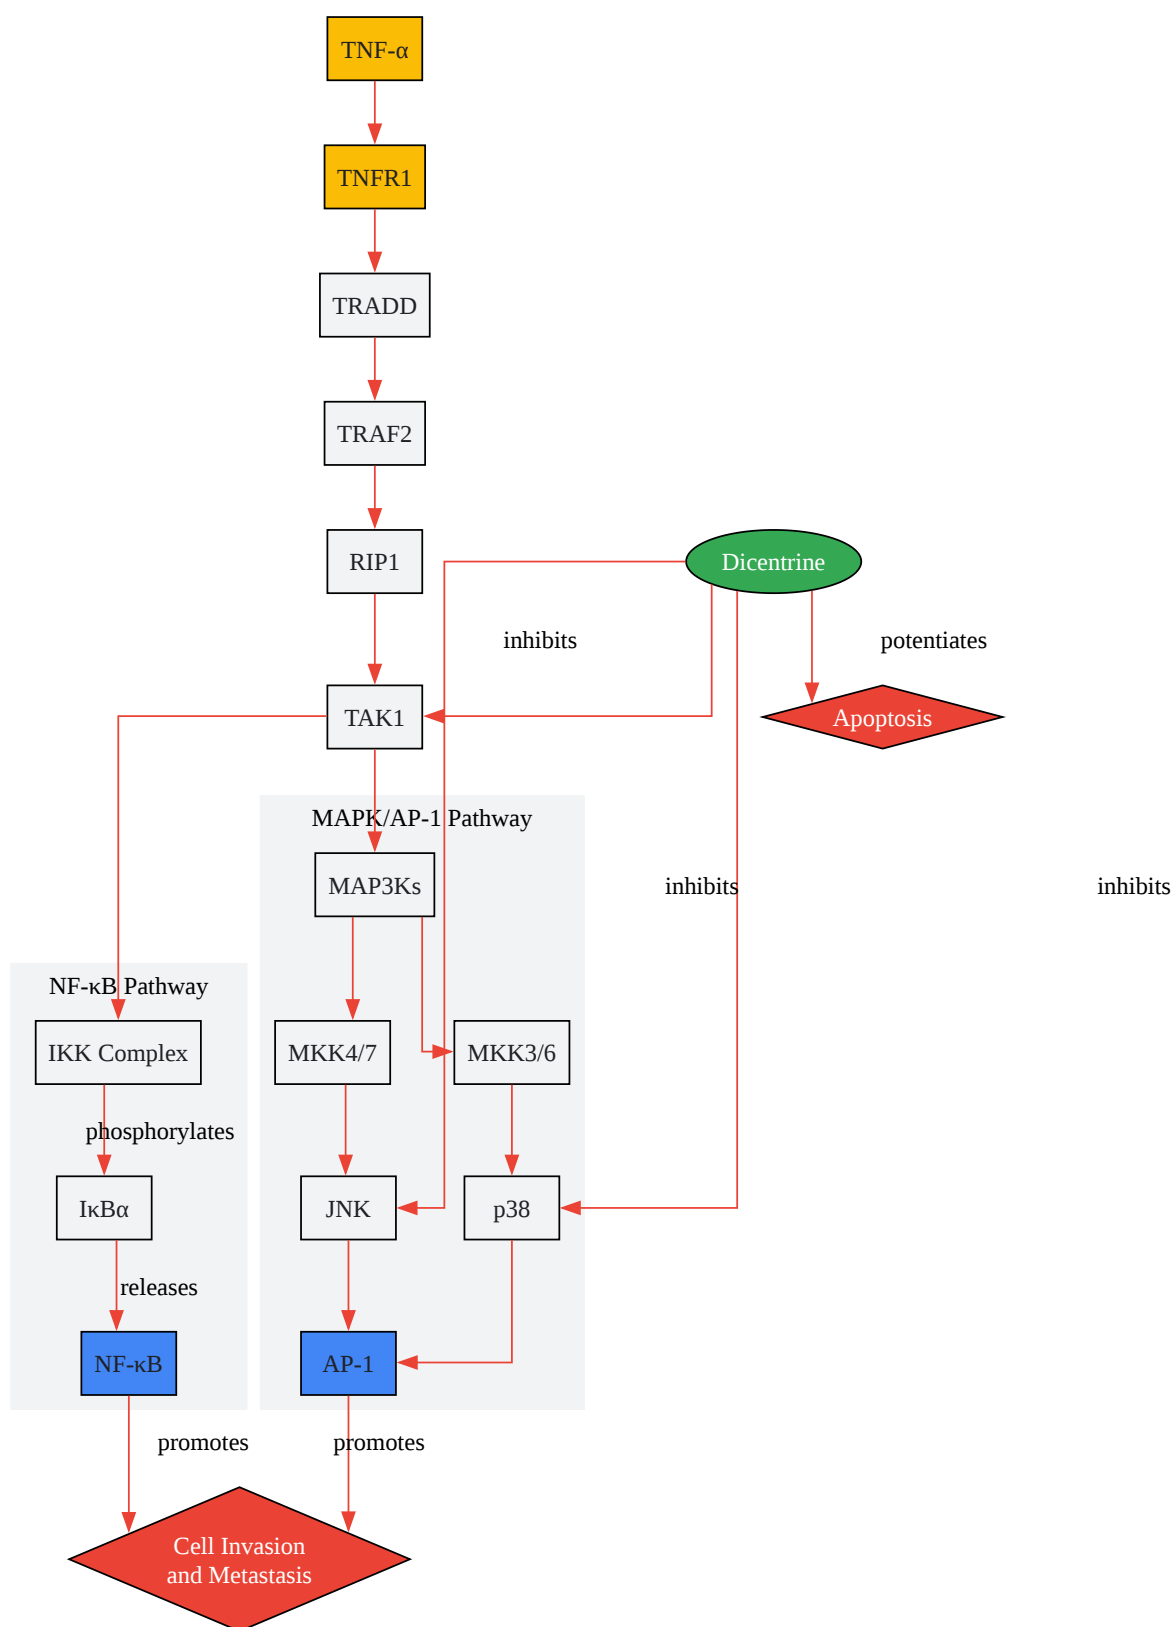 TNF-α
TNFR1
TRADD
TRAF2
RIP1
Dicentrine
inhibits
potentiates
TAK1
Apoptosis
MAPK/AP-1 Pathway
MAP3Ks
inhibits
inhibits
NF-κB Pathway
IKK Complex
MKK4/7
MKK3/6
phosphorylates
IκBα
JNK
p38
releases
NF-κB
AP-1
promotes
promotes
Cell Invasion
and Metastasis